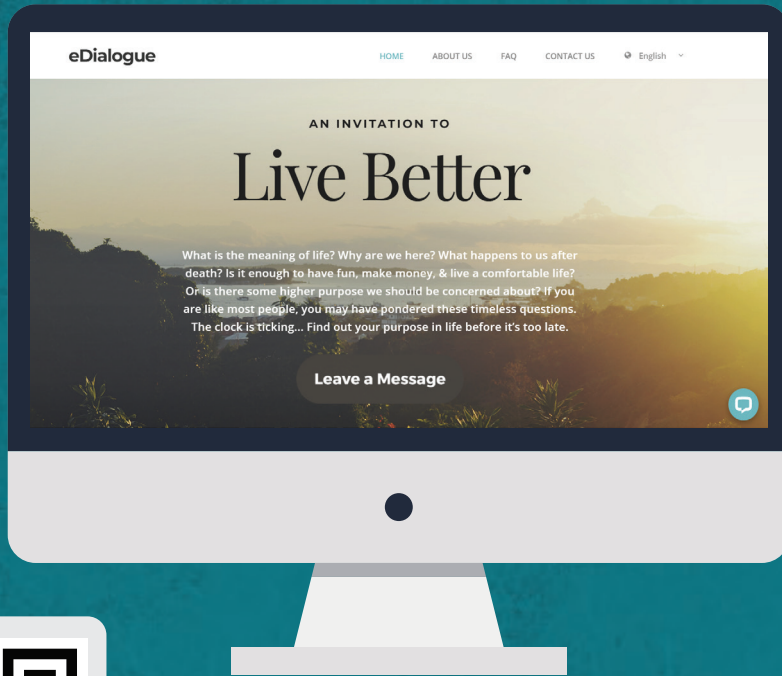 eDialogue
HOME ABOUT US FAQ CONTACT US English
AN INVITATION TO
Live Better
What is the meaning of life? Why are we here? What happens to us after
death? Is it enough to have fun, make money, & live a comfortable life?
Or is there some higher purpose we should be concerned about? If you
are like most people, you may have pondered these timeless questions.
The clock is ticking... Find out your purpose in life before it's too late.
Leave a Message